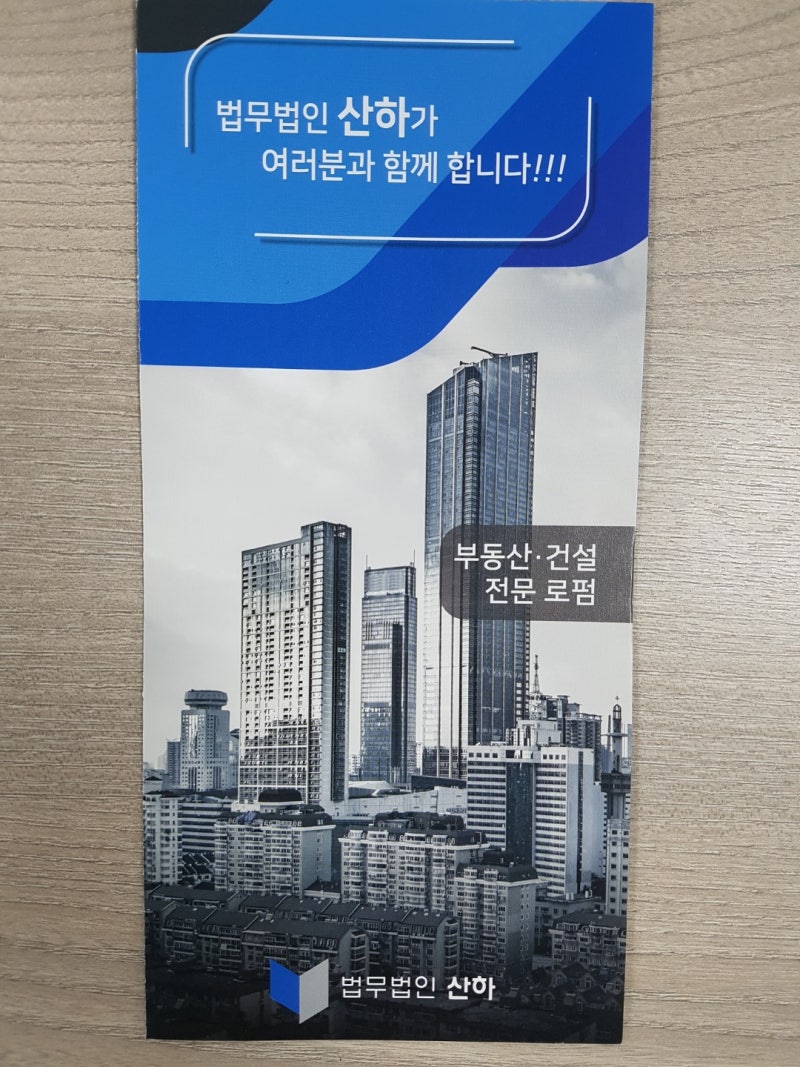 법무법인 산하가
여러분과 함께 합니다!!!
부동산·건설
전문 로펌
법무법인 산하